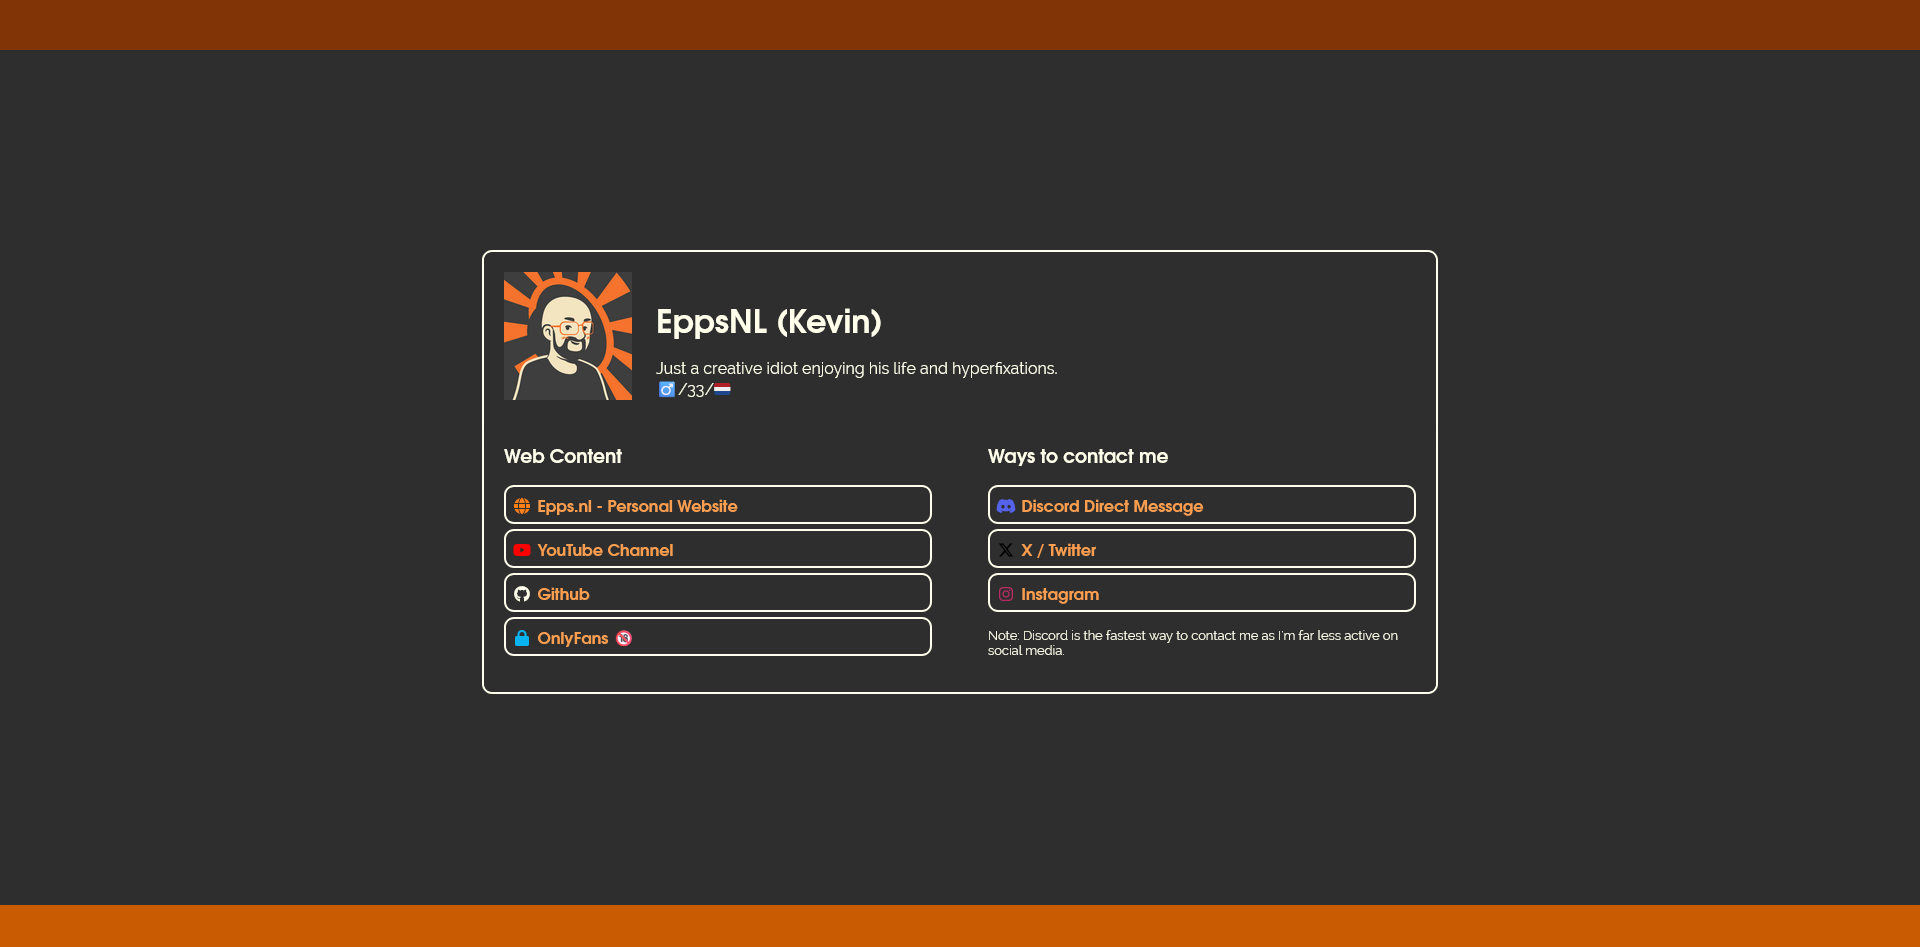 EppsNL (Kevin)
Just a creative idiot enjoying his life and hyperfixations.
♂️/33/🇳🇱
Web Content
Epps.nl - Personal Website
YouTube Channel
Github
OnlyFans 🔞
Ways to contact me
Discord Direct Message
X / Twitter
Instagram
Note: Discord is the fastest way to contact me as I'm far less active on
social media.